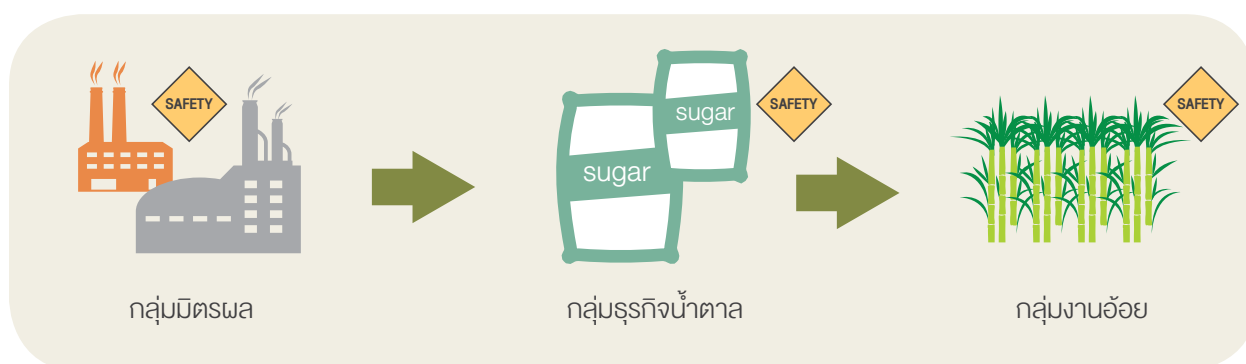 SAFETY
sugar
sugar
SAFETY
SAFETY
กลุ่มมิตรผล
กลุ่มธุรกิจน้ำตาล
กลุ่มงานอ้อย